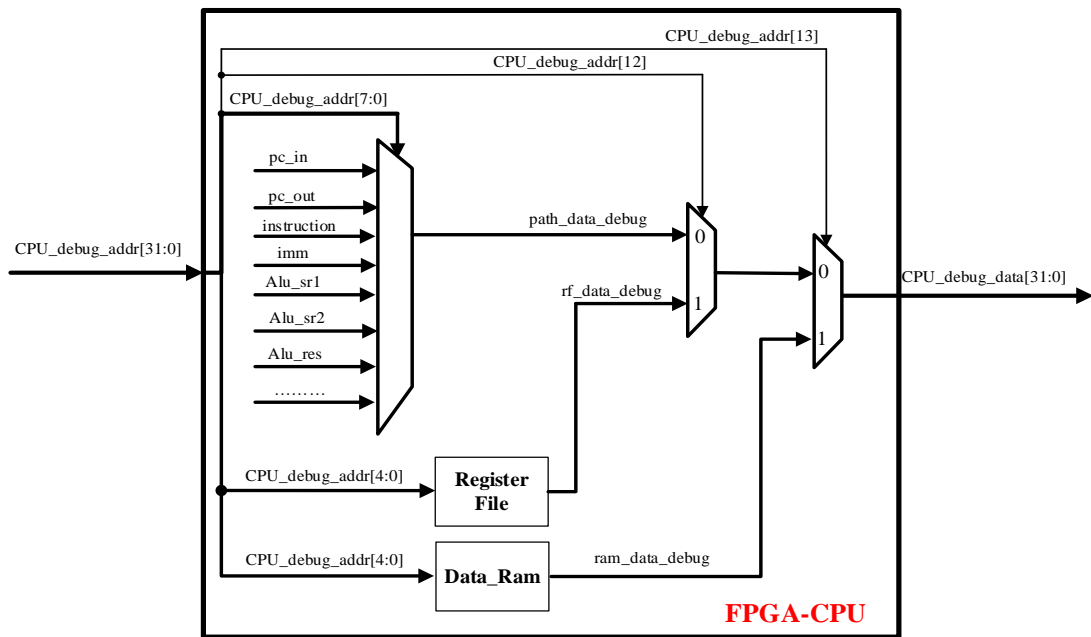 CPU_debug_addr[13]
CPU_debug_addr[12]
CPU_debug_addr[7:0]
pc_in
pc_out
instruction
imm
Alu_sr1
Alu_sr2
Alu_res
………
CPU_debug_addr[31:0]
path_data_debug
0
1
rf_data_debug
0
1
CPU_debug_data[31:0]
CPU_debug_addr[4:0]
Register
File
CPU_debug_addr[4:0]
Data_Ram
ram_data_debug
FPGA-CPU